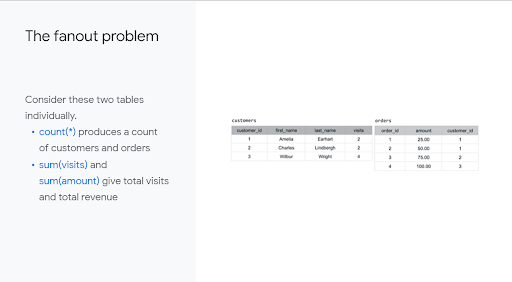 The fanout problem
Consider these two tables
individually.
• count(*) produces a count
of customers and orders
• sum(visits) and
sum(amount) give total visits
and total revenue
customers
customer_id first_name last_name visits
1 Amelia Earhart 2
2 Charles Lindbergh 2
3 Wilbur Wright 4
orders
order_id amount customer_id
1 25.00 1
2 50.00 1
3 75.00 2
4 100.00 3